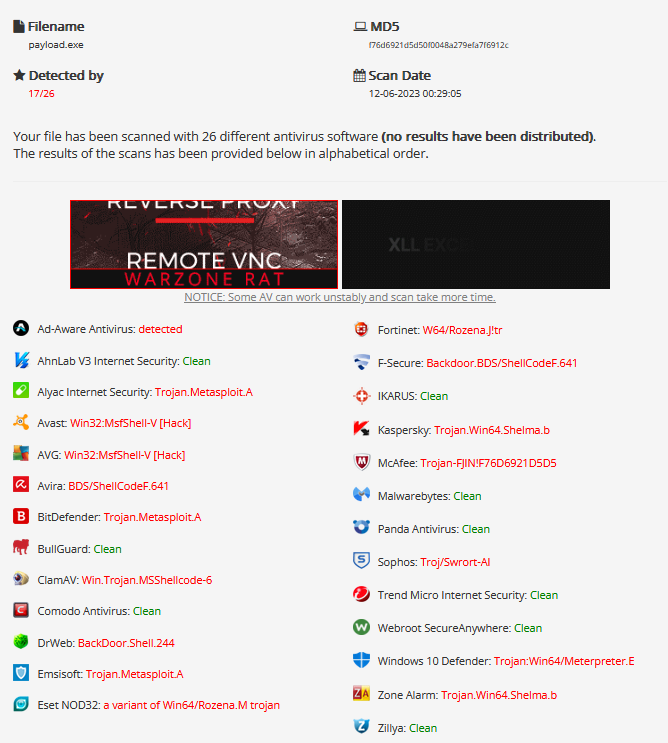 Filename
payload.exe
MD5
f76d6921d5d50f0048a279efa7f6912c
Detected by
17/26
Scan Date
12-06-2023 00:29:05
Your file has been scanned with 26 different antivirus software (no results have been distributed).
The results of the scans has been provided below in alphabetical order.
REVERSE PROXY
REMOTE VNC
WARZONE RAT
XLL
NOTICE: Some AV can work unstably and scan take more time.
Ad-Aware Antivirus: detected
AhnLab V3 Internet Security: Clean
Alyac Internet Security: Trojan.Metasploit.A
Avast: Win32:MsfShell-V [Hack]
AVG: Win32:MsfShell-V [Hack]
Avira: BDS/ShellCodeF.641
BitDefender: Trojan.Metasploit.A
BullGuard: Clean
ClamAV: Win.Trojan.MSShellcode-6
Comodo Antivirus: Clean
DrWeb: BackDoor.Shell.244
Emsisoft: Trojan.Metasploit.A
Eset NOD32: a variant of Win64/Rozena.M trojan
Fortinet: W64/Rozena.J!tr
F-Secure: Backdoor.BDS/ShellCodeF.641
IKARUS: Clean
Kaspersky: Trojan.Win64.Shelma.b
McAfee: Trojan-FJIN!F76D6921D5D5
Malwarebytes: Clean
Panda Antivirus: Clean
Sophos: Troj/Swrort-AI
Trend Micro Internet Security: Clean
Webroot SecureAnywhere: Clean
Windows 10 Defender: Trojan:Win64/Meterpreter.E
Zone Alarm: Trojan.Win64.Shelma.b
Zillya: Clean